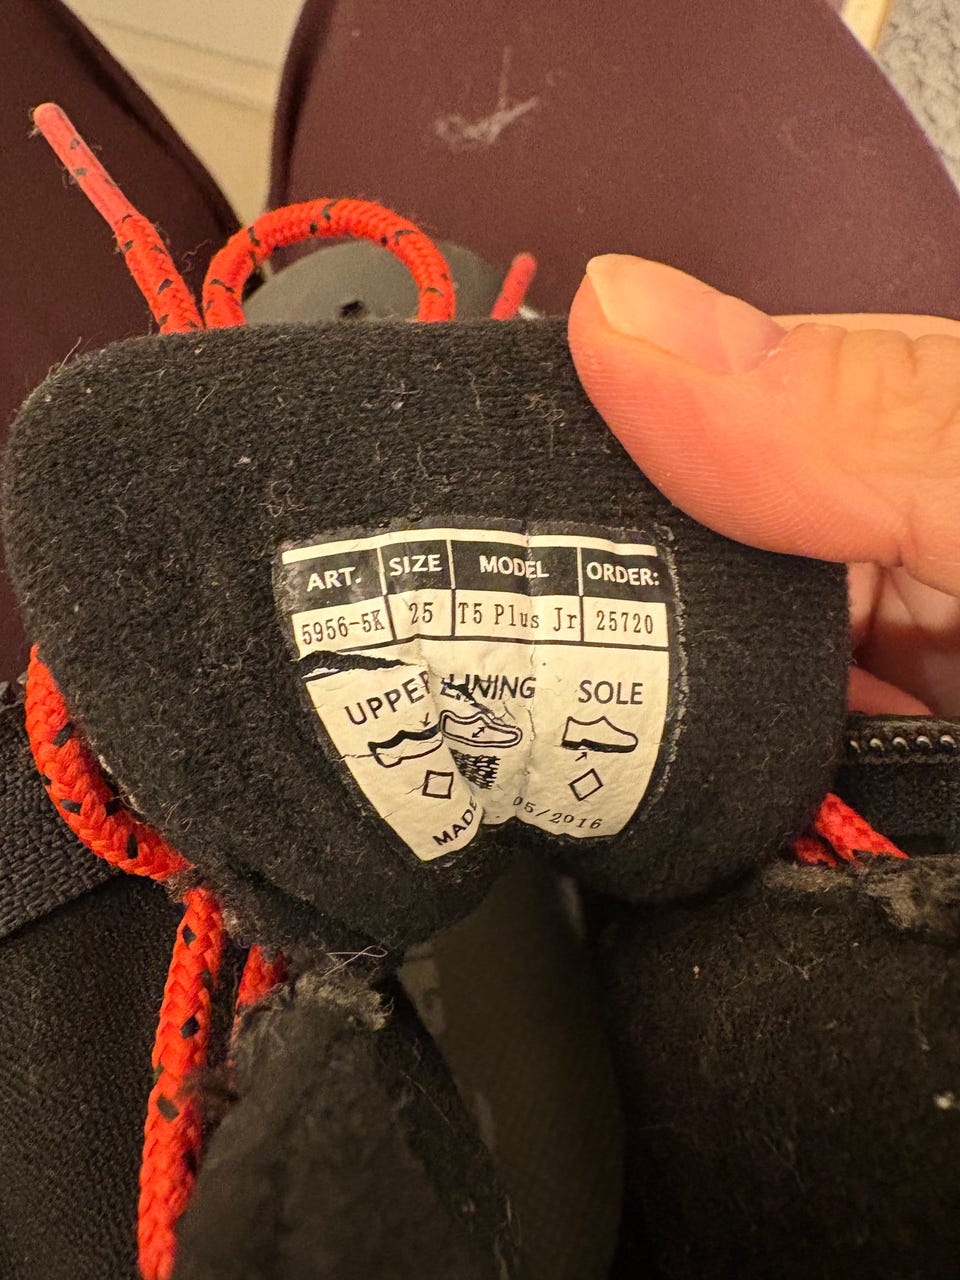 ART. SIZE MODEL ORDER:
5956-5K 25 T5 Plus Jr 25720
UPPER LINING SOLE
MADE 05/2016